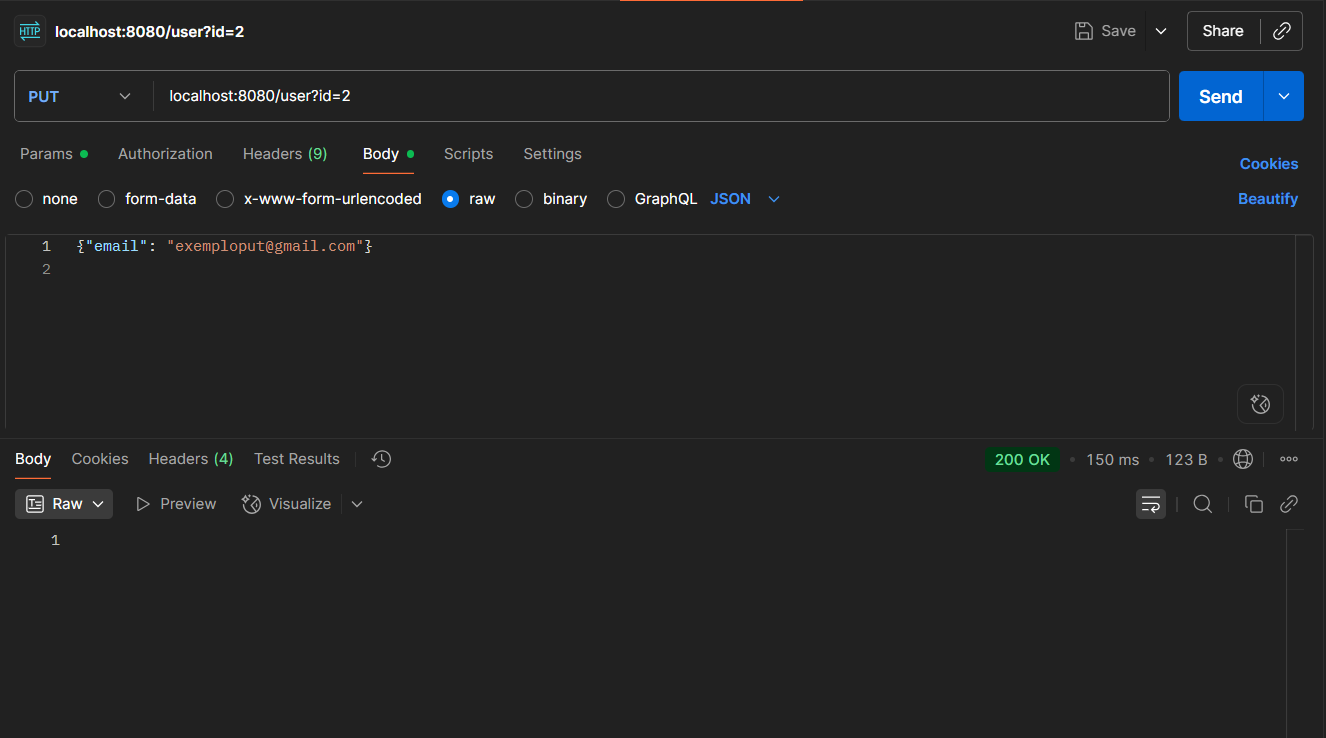 HTTP localhost:8080/user?id=2 Save Share
PUT localhost:8080/user?id=2 Send
Params Authorization Headers (9) Body Scripts Settings Cookies
none form-data x-www-form-urlencoded raw binary GraphQL JSON Beautify
1 {"email": "exemploput@gmail.com"}
2
Body Cookies Headers (4) Test Results 200 OK 150 ms 123 B
Raw Preview Visualize
1